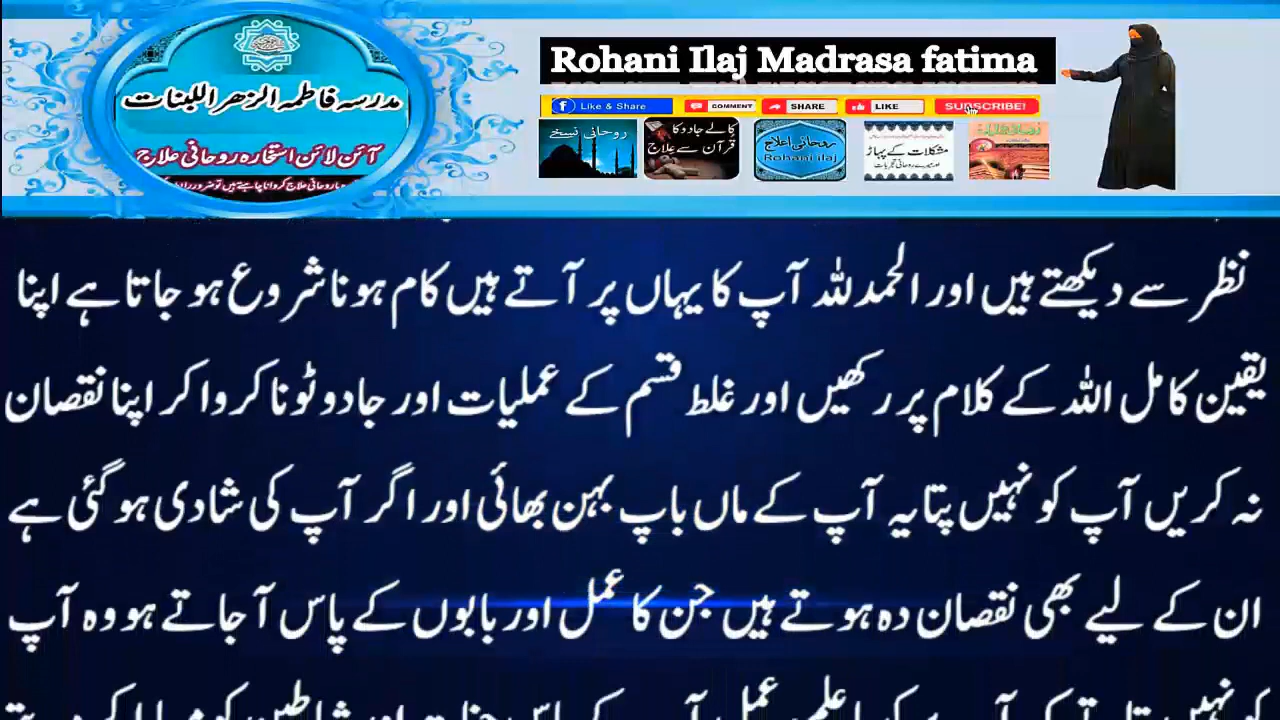 مدرسہ فاطمہ الزھراللبنات
آن لائن استخارہ روحانی علاج
Rohani Ilaj Madrasa fatima
Like & Share
COMMENT
SHARE
LIKE
SUBSCRIBE!
روحانی نسخے
کالے جادو کا
قرآن سے علاج
روحانی علاج
Rohani ilaj
مشکلات کے پہاڑ
نظر سے دیکھتے ہیں اور الحمدللہ آپ کا یہاں پر آتے ہیں کام ہونا شروع ہو جاتا ہے اپنا
یقین کامل اللہ کے کلام پر رکھیں اور غلط قسم کے عملیات اور جادو ٹونا کروا کر اپنا نقصان
نہ کریں آپ کو نہیں پتا یہ آپ کے ماں باپ بہن بھائی اور اگر آپ کی شادی ہو گئی ہے
ان کے لیے بھی نقصان دہ ہوتے ہیں جن کا عمل اور بابوں کے پاس آ جاتے ہو وہ آپ